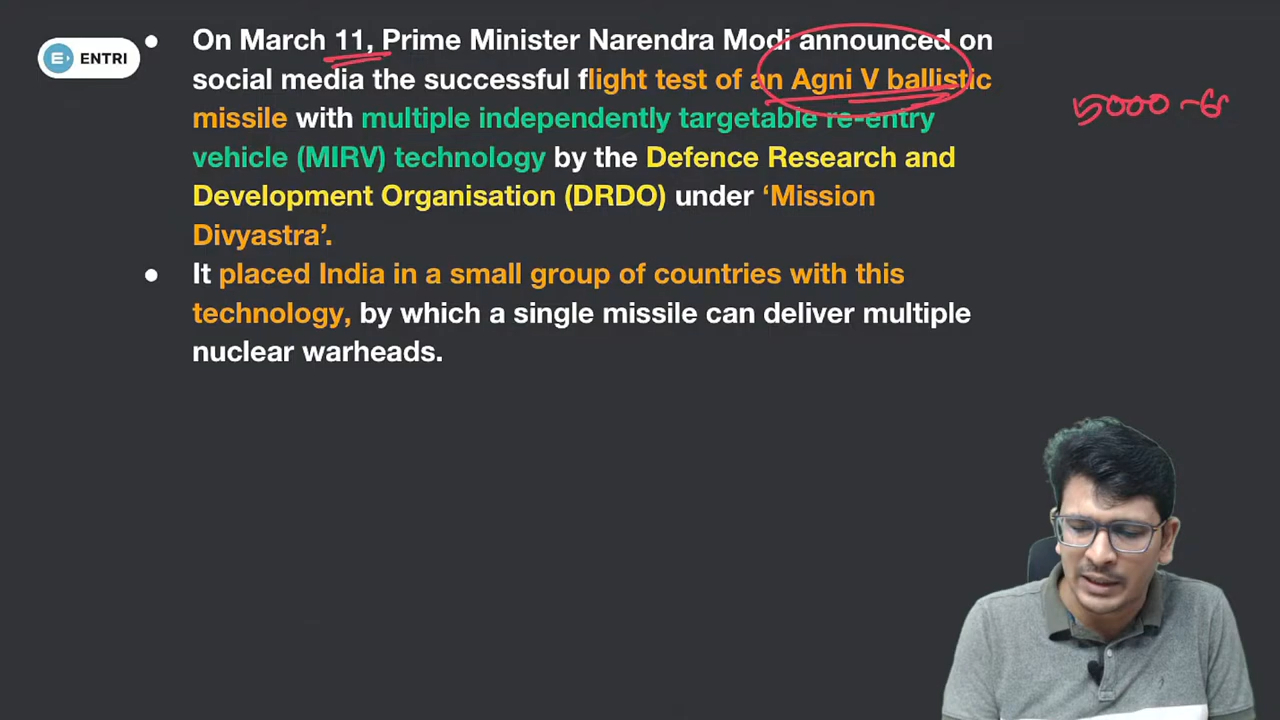 ENTRI
● On March 11, Prime Minister Narendra Modi announced on
social media the successful flight test of an Agni V ballistic
missile with multiple independently targetable re-entry
vehicle (MIRV) technology by the Defence Research and
Development Organisation (DRDO) under ‘Mission
Divyastra’.
● It placed India in a small group of countries with this
technology, by which a single missile can deliver multiple
nuclear warheads.
5000 -